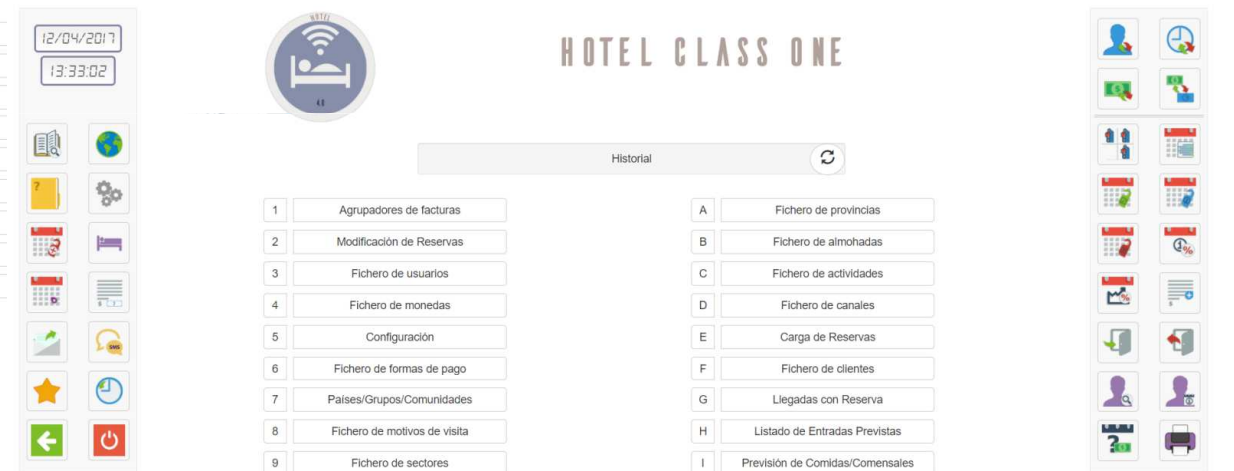 12/04/2017
13:33:02
HOTEL
HOTEL CLASS ONE
Historial
1 Agrupadores de facturas
2 Modificación de Reservas
3 Fichero de usuarios
4 Fichero de monedas
5 Configuración
6 Fichero de formas de pago
7 Países/Grupos/Comunidades
8 Fichero de motivos de visita
9 Fichero de sectores
A Fichero de provincias
B Fichero de almohadas
C Fichero de actividades
D Fichero de canales
E Carga de Reservas
F Fichero de clientes
G Llegadas con Reserva
H Listado de Entradas Previstas
I Previsión de Comidas/Comensales
?
SMS
%
%
?